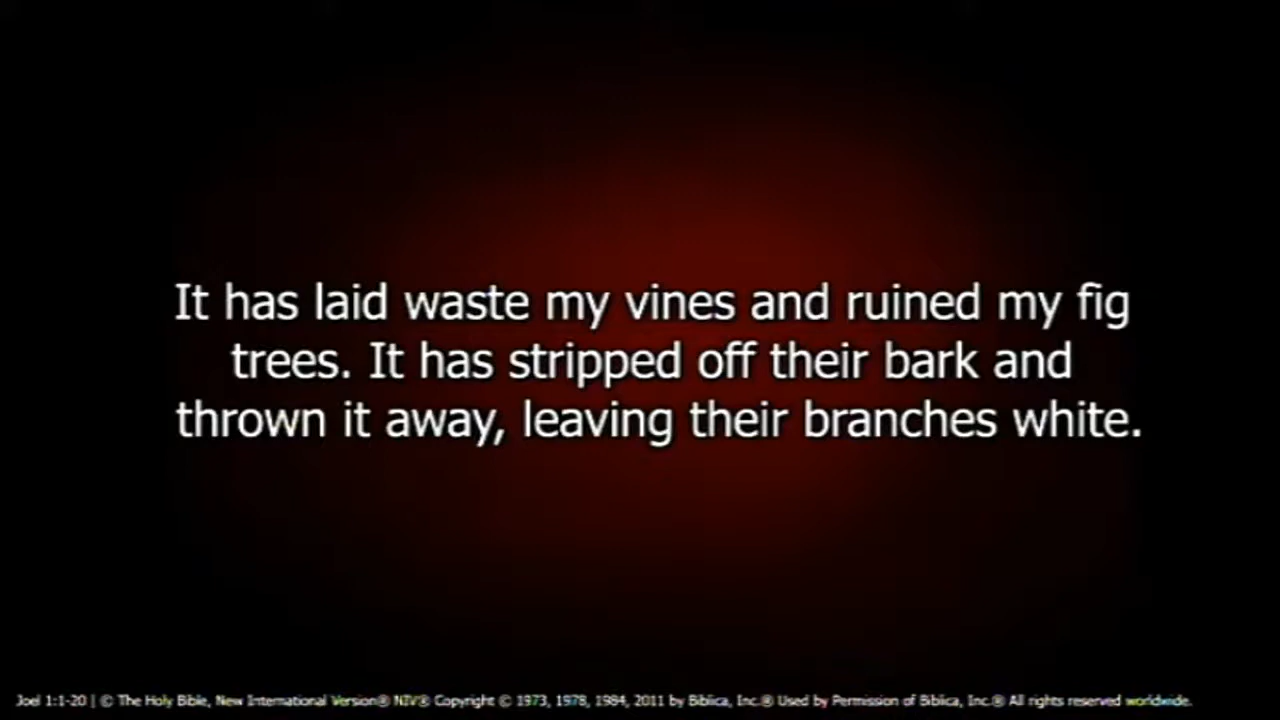 It has laid waste my vines and ruined my fig
trees. It has stripped off their bark and
thrown it away, leaving their branches white.
Joel 1:1-20 | © The Holy Bible, New International Version® NIV® Copyright © 1973, 1978, 1984, 2011 by Biblica, Inc.® Used by Permission of Biblica, Inc.® All rights reserved worldwide.